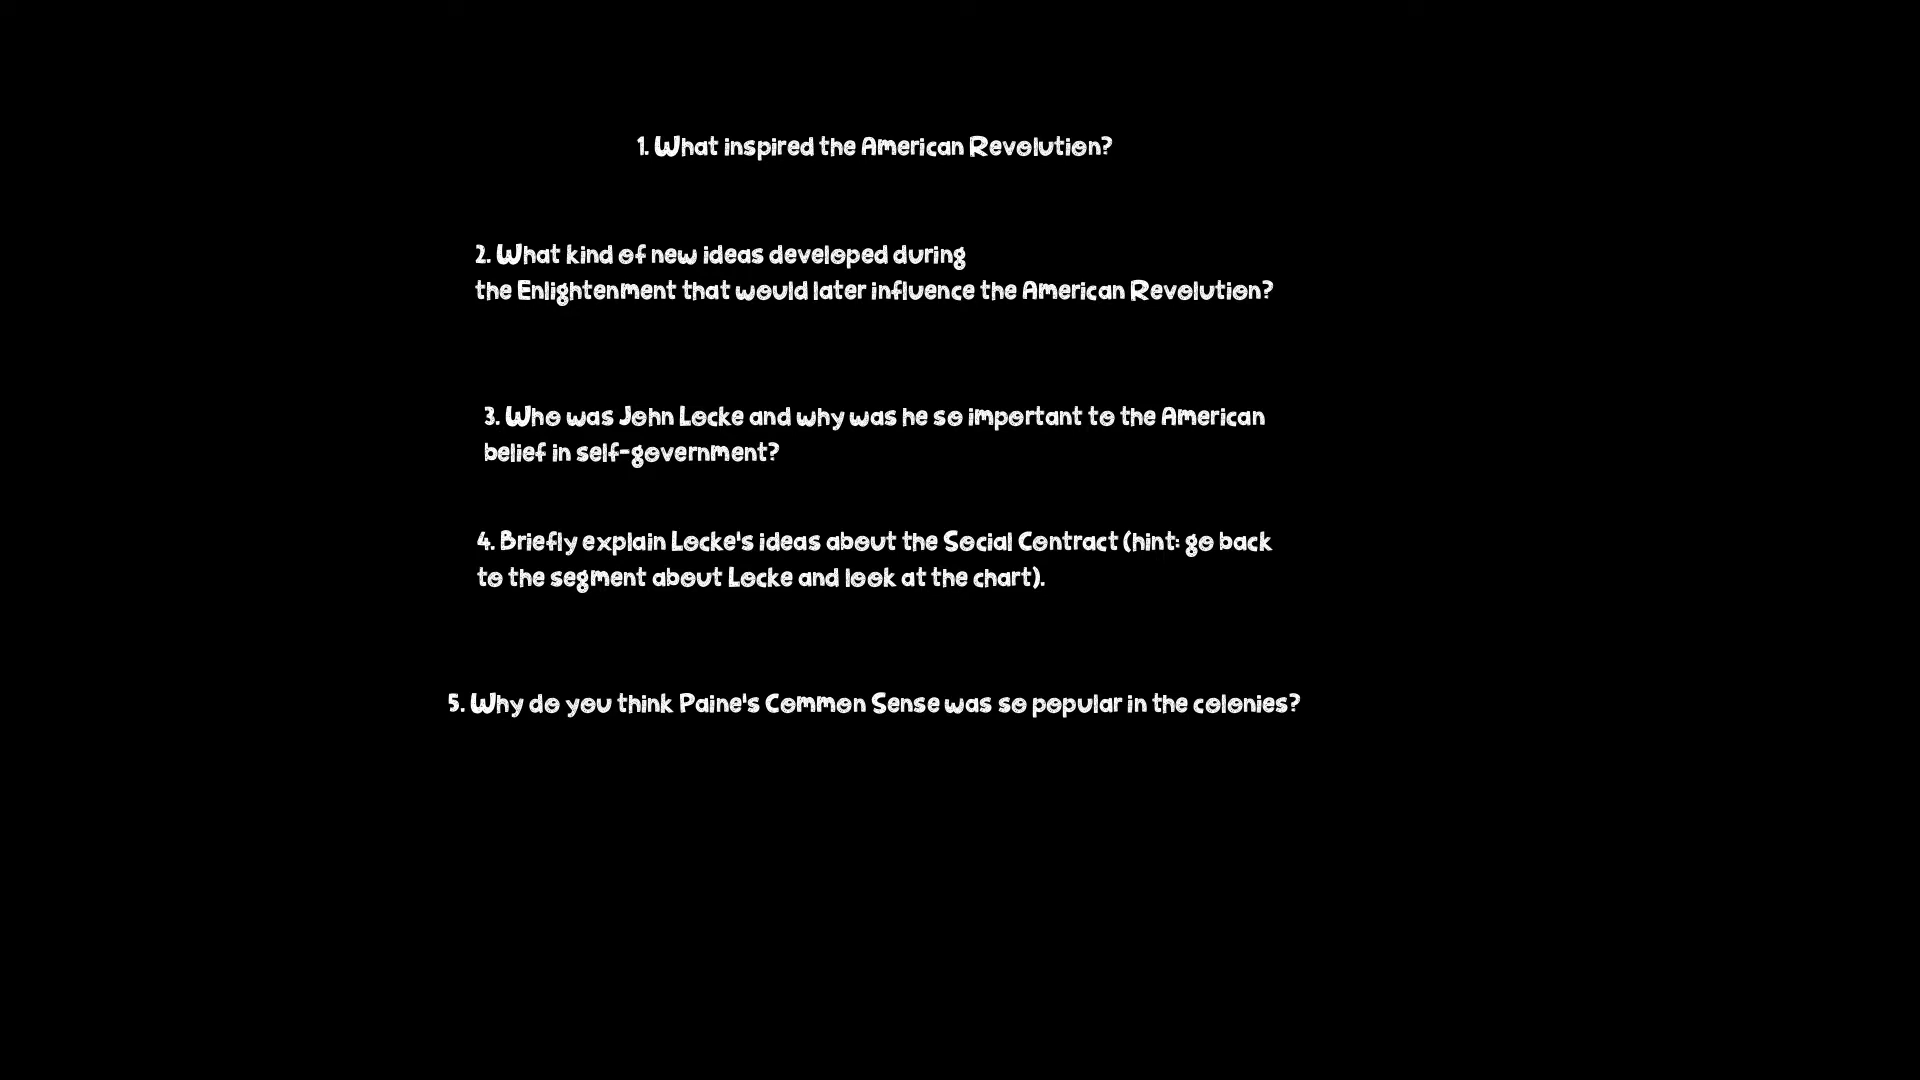 1. What inspired the American Revolution?
2. What kind of new ideas developed during
the Enlightenment that would later influence the American Revolution?
3. Who was John Locke and why was he so important to the American
belief in self-government?
4. Briefly explain Locke's ideas about the Social Contract (hint: go back
to the segment about Locke and look at the chart).
5. Why do you think Paine's Common Sense was so popular in the colonies?